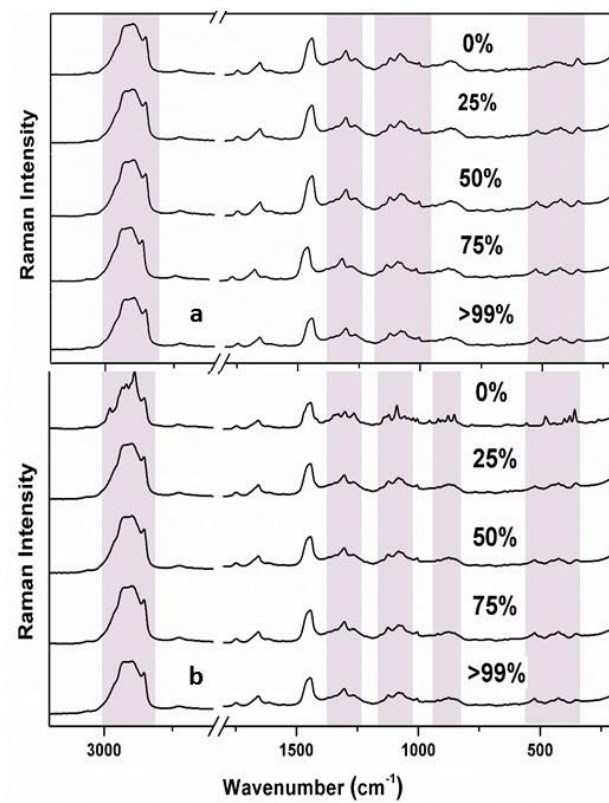 0%
25%
50%
75%
>99%
a
Raman Intensity
0%
25%
50%
75%
>99%
b
Raman Intensity
3000 1500 1000 500
Wavenumber (cm⁻¹)